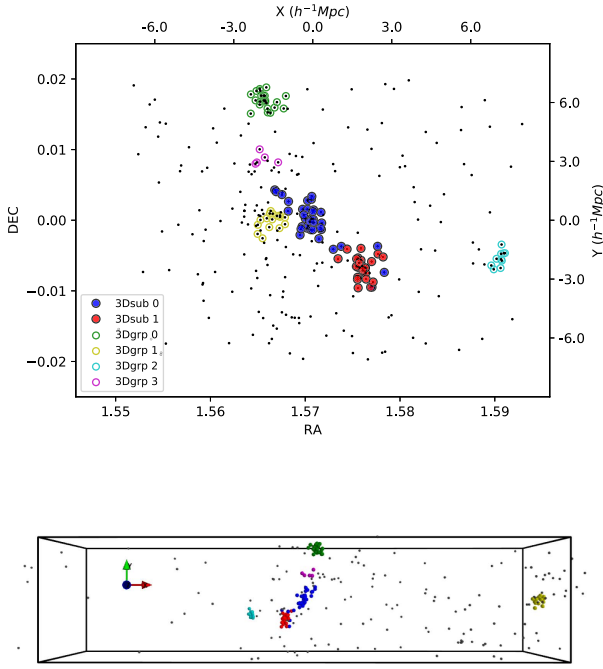 X (h⁻¹Mpc)
-6.0 -3.0 0.0 3.0 6.0
0.02
0.01
0.00
−0.01
−0.02
DEC
6.0
3.0
0.0
-3.0
-6.0
Y (h⁻¹Mpc)
3Dsub 0
3Dsub 1
3Dgrp 0
3Dgrp 1
3Dgrp 2
3Dgrp 3
1.55 1.56 1.57 1.58 1.59
RA